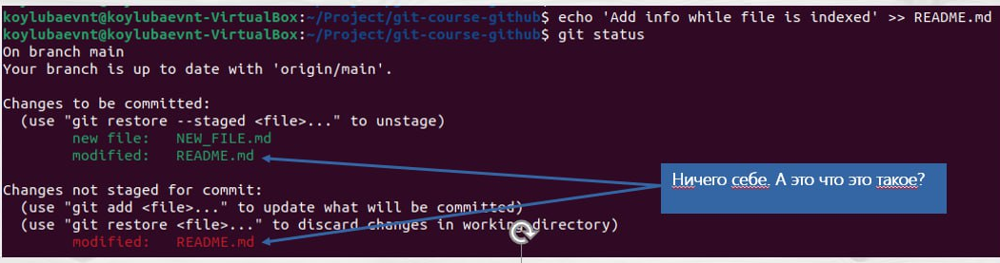 koylubaevnt@koylubaevnt-VirtualBox:~/Project/git-course-github$ echo 'Add info while file is indexed' >> README.md
koylubaevnt@koylubaevnt-VirtualBox:~/Project/git-course-github$ git status
On branch main
Your branch is up to date with 'origin/main'.
Changes to be committed:
(use "git restore --staged <file>..." to unstage)
new file: NEW_FILE.md
modified: README.md
Ничего себе. А это что это такое?
Changes not staged for commit:
(use "git add <file>..." to update what will be committed)
(use "git restore <file>..." to discard changes in working directory)
modified: README.md